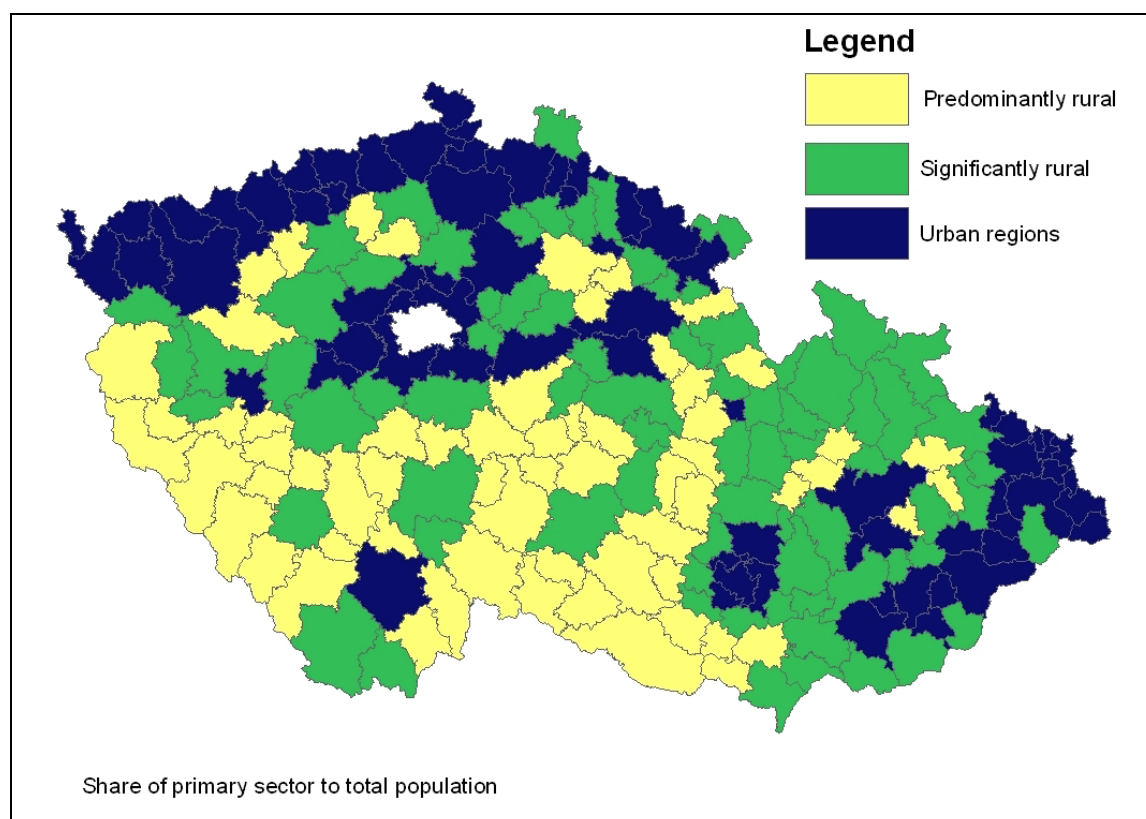 Legend
Predominantly rural
Significantly rural
Urban regions
Share of primary sector to total population